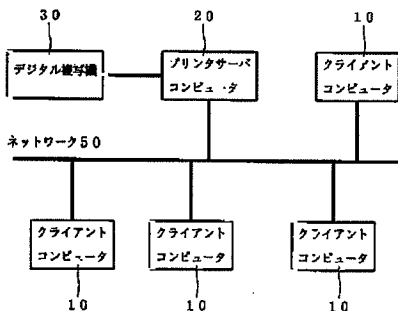 30
20
10
デジタル複写機
プリンタサーバ
コンピュータ
クライアント
コンピュータ
ネットワーク50
クライアント
コンピュータ
クライアント
コンピュータ
クライアント
コンピュータ
10
10
10